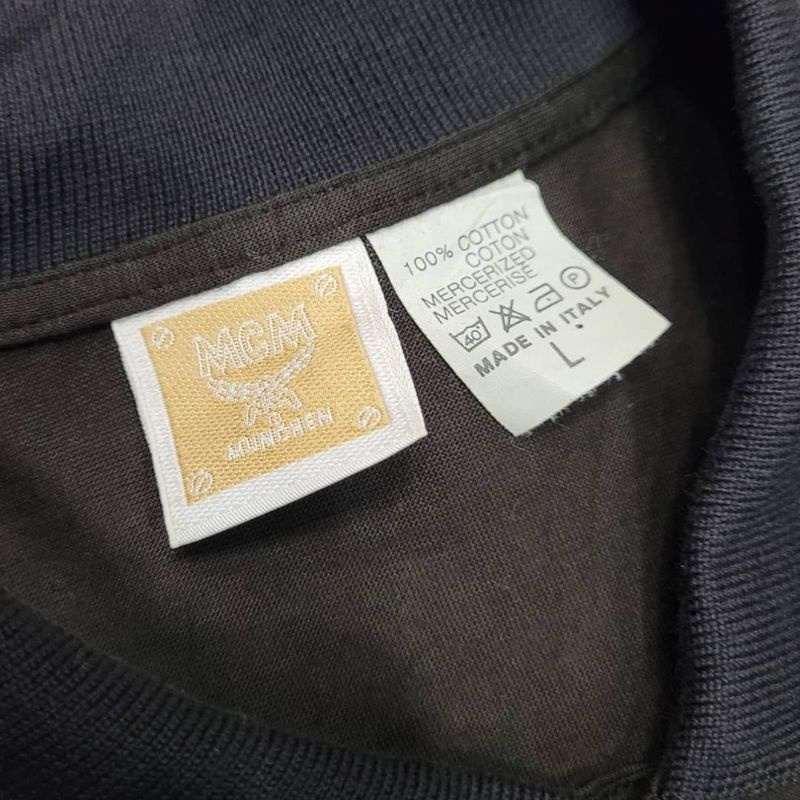 MCM
MÜNCHEN
100% COTTON
COTON
MERCERIZED
MERCERISE
40
P
MADE IN ITALY
L